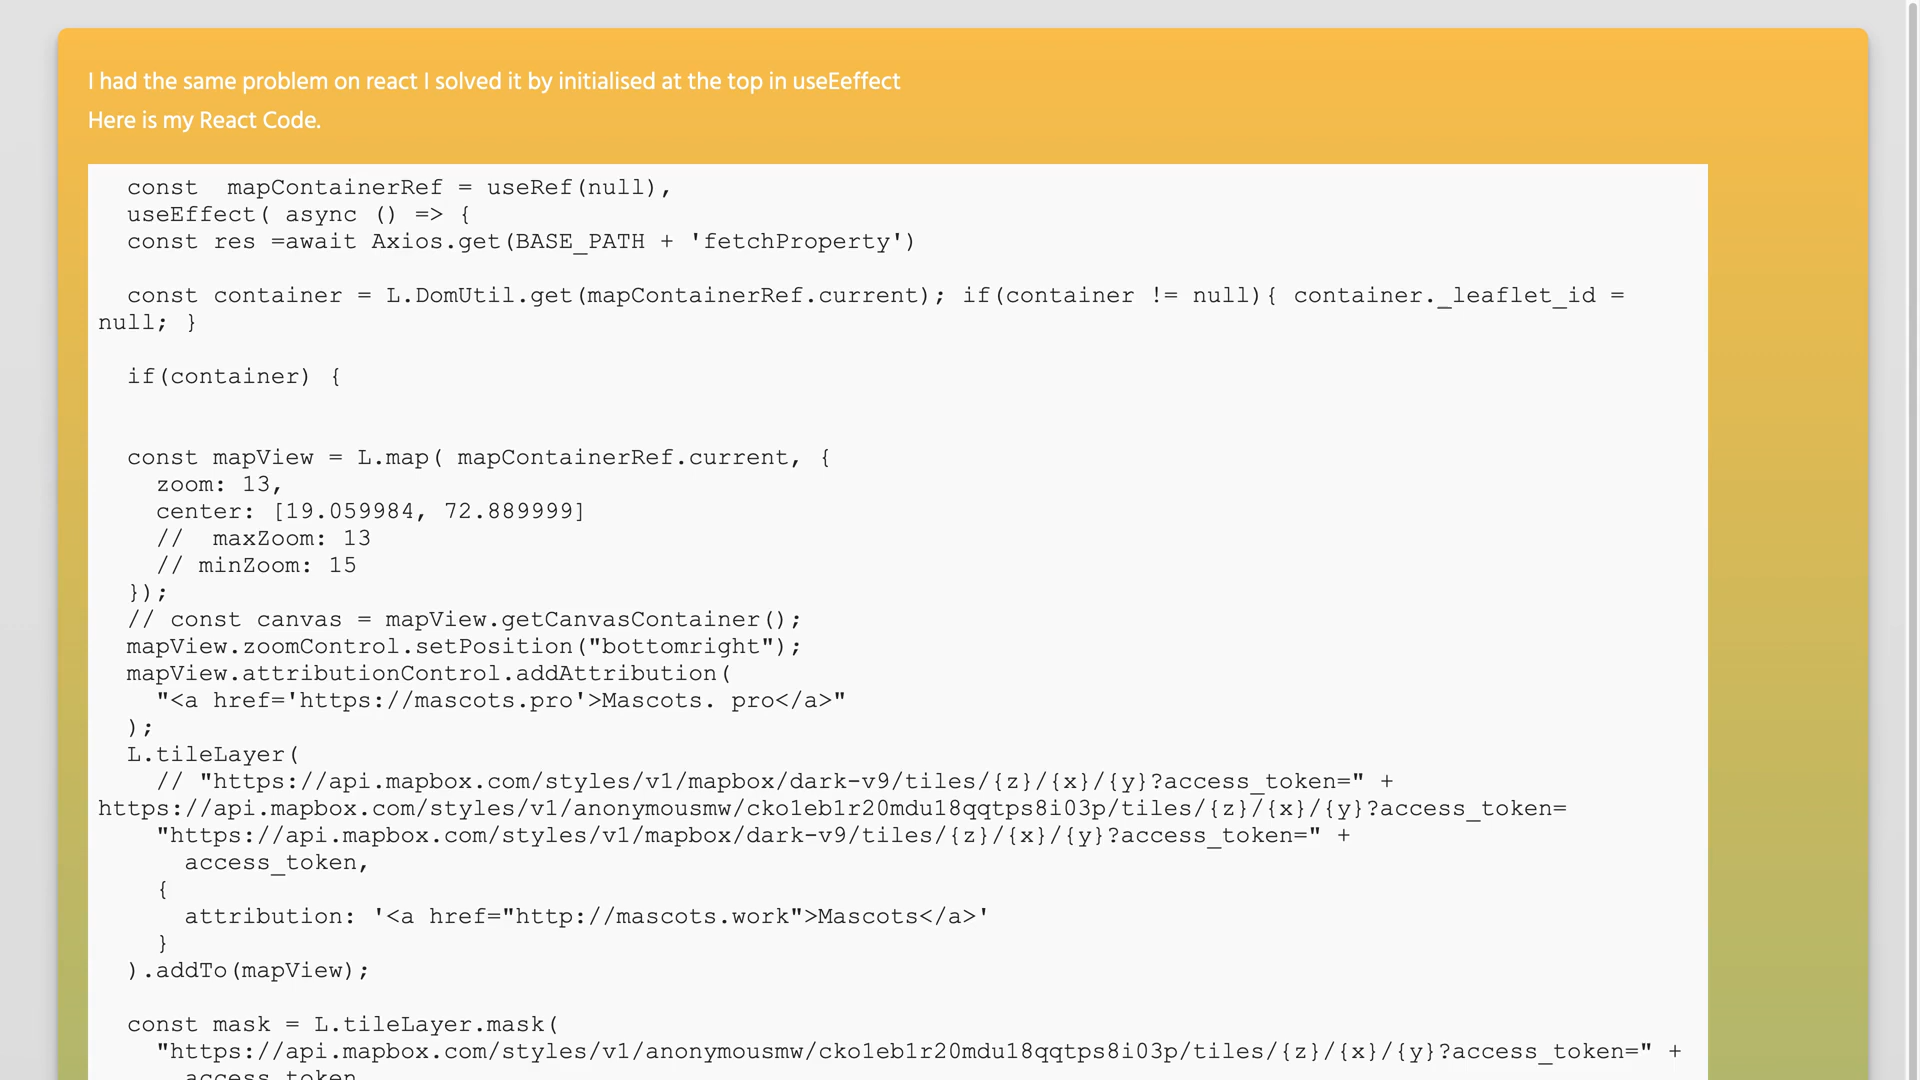 I had the same problem on react I solved it by initialised at the top in useEeffect
Here is my React Code.
const  mapContainerRef = useRef(null),
useEffect( async () => {
const res =await Axios.get(BASE_PATH + 'fetchProperty')
const container = L.DomUtil.get(mapContainerRef.current); if(container != null){ container._leaflet_id =
null; }
if(container) {
const mapView = L.map( mapContainerRef.current, {
zoom: 13,
center: [19.059984, 72.889999]
//  maxZoom: 13
// minZoom: 15
});
// const canvas = mapView.getCanvasContainer();
mapView.zoomControl.setPosition("bottomright");
mapView.attributionControl.addAttribution(
"<a href='https://mascots.pro'>Mascots. pro</a>"
);
L.tileLayer(
// "https://api.mapbox.com/styles/v1/mapbox/dark-v9/tiles/{z}/{x}/{y}?access_token=" +
https://api.mapbox.com/styles/v1/anonymousmw/cko1eb1r20mdu18qqtps8i03p/tiles/{z}/{x}/{y}?access_token=
"https://api.mapbox.com/styles/v1/mapbox/dark-v9/tiles/{z}/{x}/{y}?access_token=" +
access_token,
{
attribution: '<a href="http://mascots.work">Mascots</a>'
}
).addTo(mapView);
const mask = L.tileLayer.mask(
"https://api.mapbox.com/styles/v1/anonymousmw/cko1eb1r20mdu18qqtps8i03p/tiles/{z}/{x}/{y}?access_token=" +
access_token